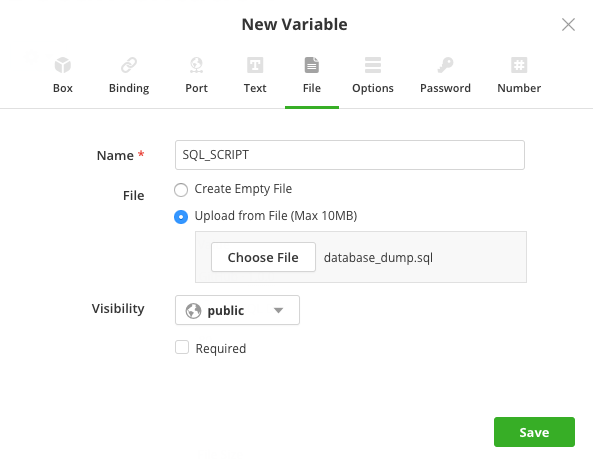 New Variable
Box Binding Port Text File Options Password Number
Name * SQL_SCRIPT
File Create Empty File
Upload from File (Max 10MB)
Choose File database_dump.sql
Visibility public
Required
Save